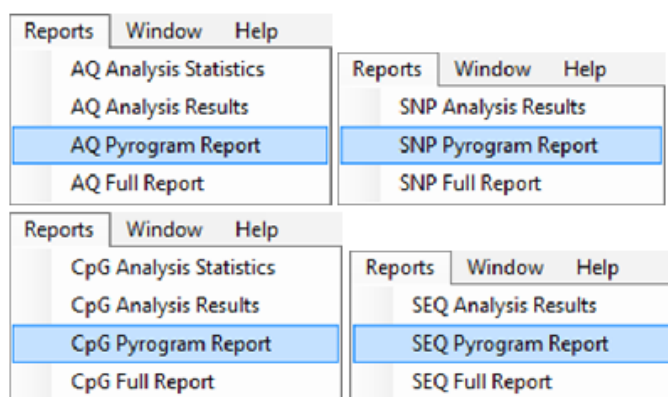 Reports Window Help
AQ Analysis Statistics
AQ Analysis Results
AQ Pyrogram Report
AQ Full Report
Reports Window Help
SNP Analysis Results
SNP Pyrogram Report
SNP Full Report
Reports Window Help
CpG Analysis Statistics
CpG Analysis Results
CpG Pyrogram Report
CpG Full Report
Reports Window Help
SEQ Analysis Results
SEQ Pyrogram Report
SEQ Full Report